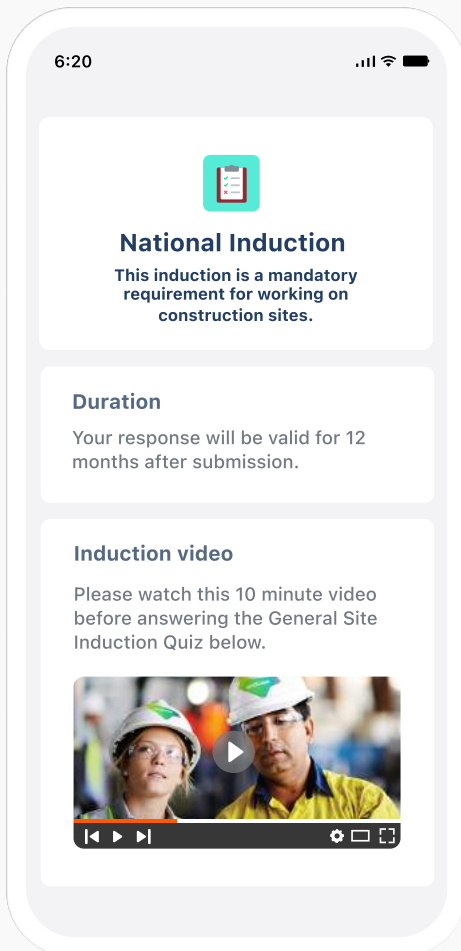 6:20
National Induction
This induction is a mandatory
requirement for working on
construction sites.
Duration
Your response will be valid for 12
months after submission.
Induction video
Please watch this 10 minute video
before answering the General Site
Induction Quiz below.